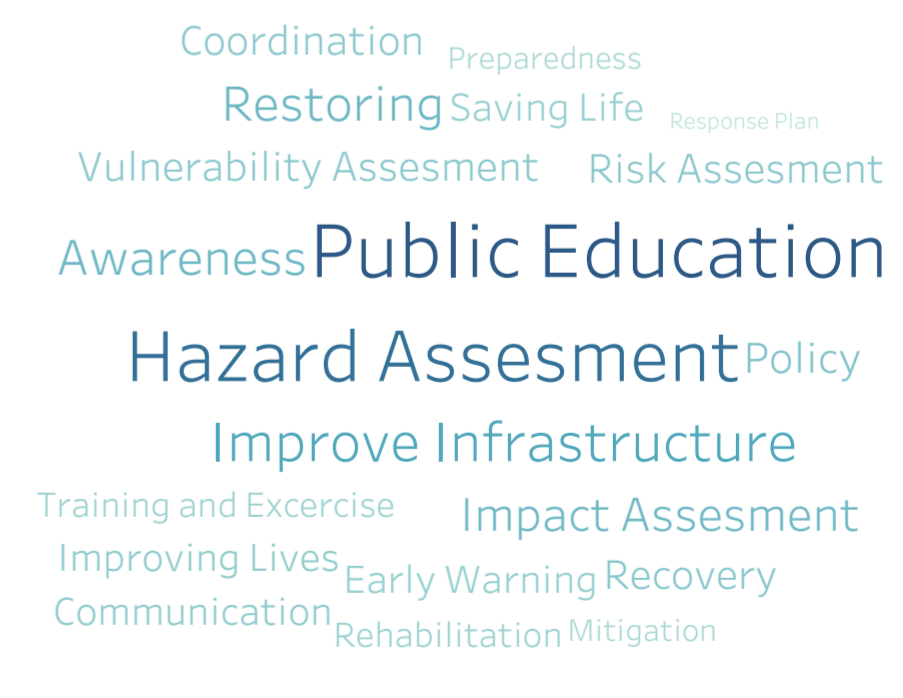 Coordination Preparedness
Restoring Saving Life Response Plan
Vulnerability Assesment Risk Assesment
Awareness Public Education
Hazard Assesment Policy
Improve Infrastructure
Training and Excercise Impact Assesment
Improving Lives Early Warning Recovery
Communication Rehabilitation Mitigation